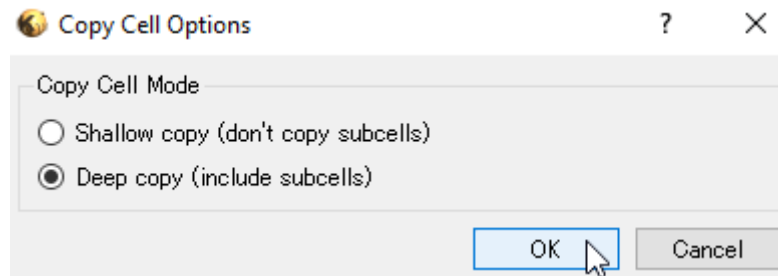 Copy Cell Options
?
Copy Cell Mode
Shallow copy (don't copy subcells)
Deep copy (include subcells)
OK
Cancel